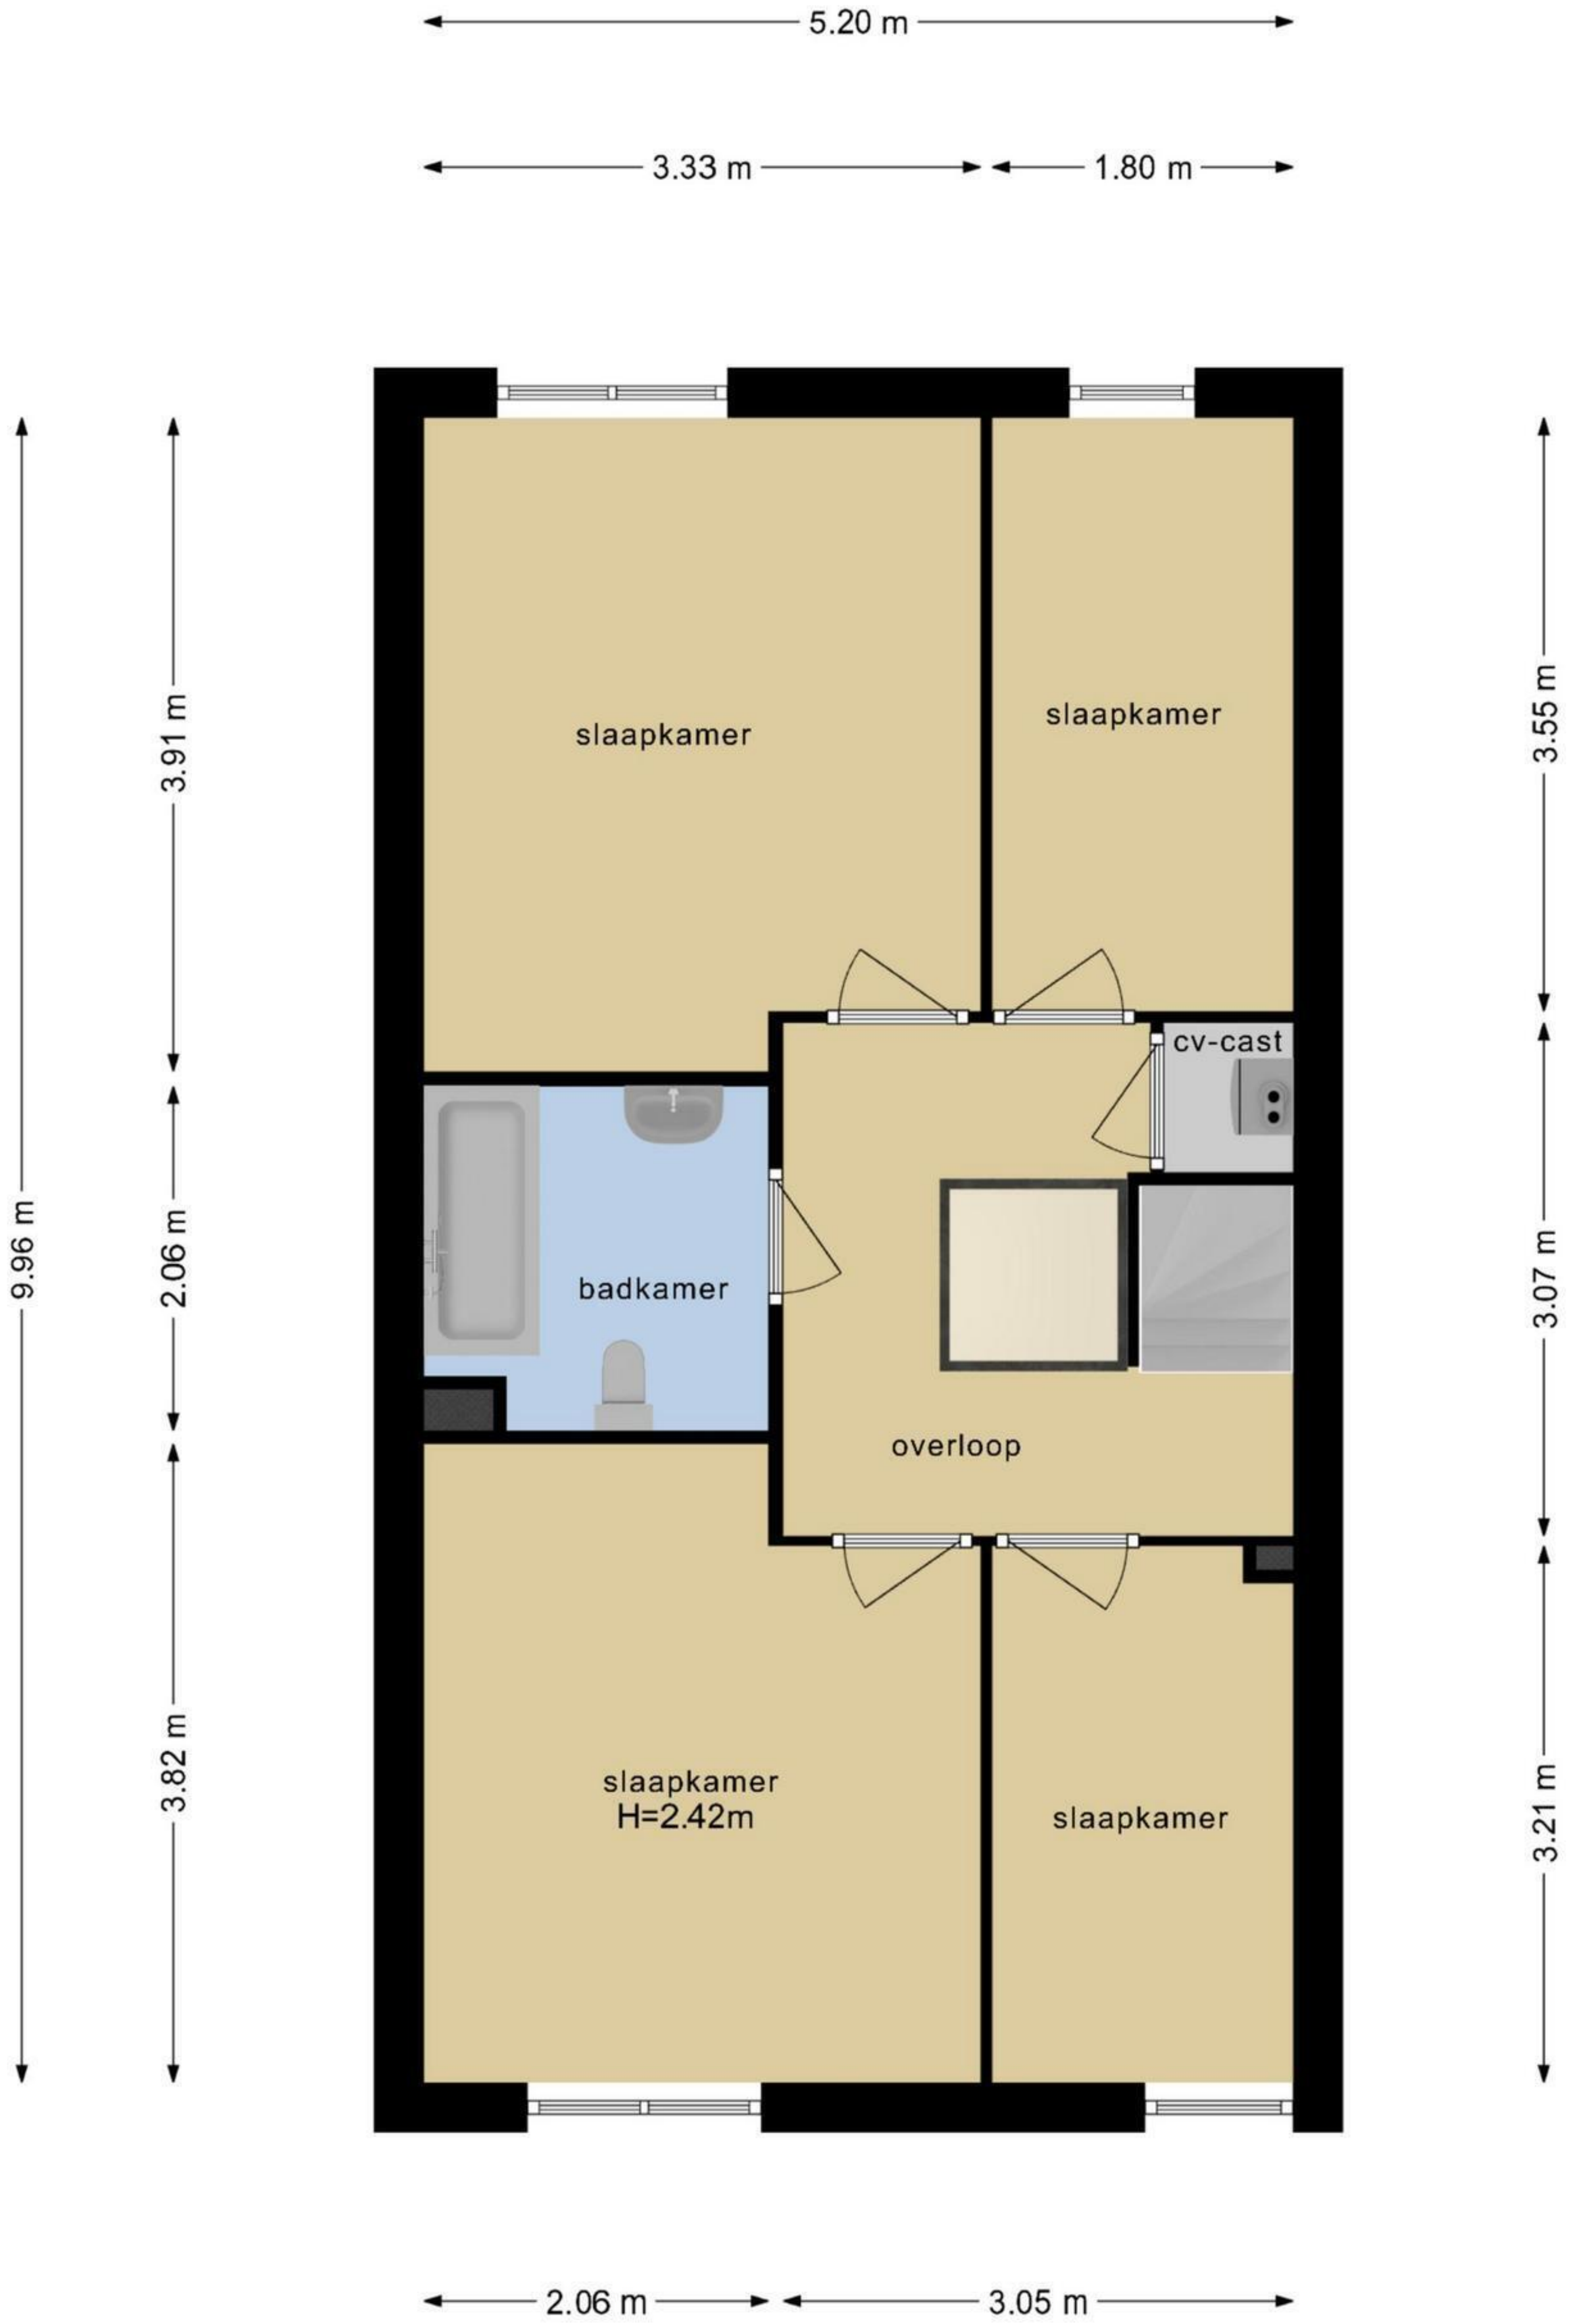 5.20 m
3.33 m
1.80 m
3.91 m
3.55 m
slaapkamer
slaapkamer
cv-cast
9.96 m
2.06 m
3.07 m
badkamer
overloop
3.82 m
3.21 m
slaapkamer
H=2.42m
slaapkamer
2.06 m
3.05 m